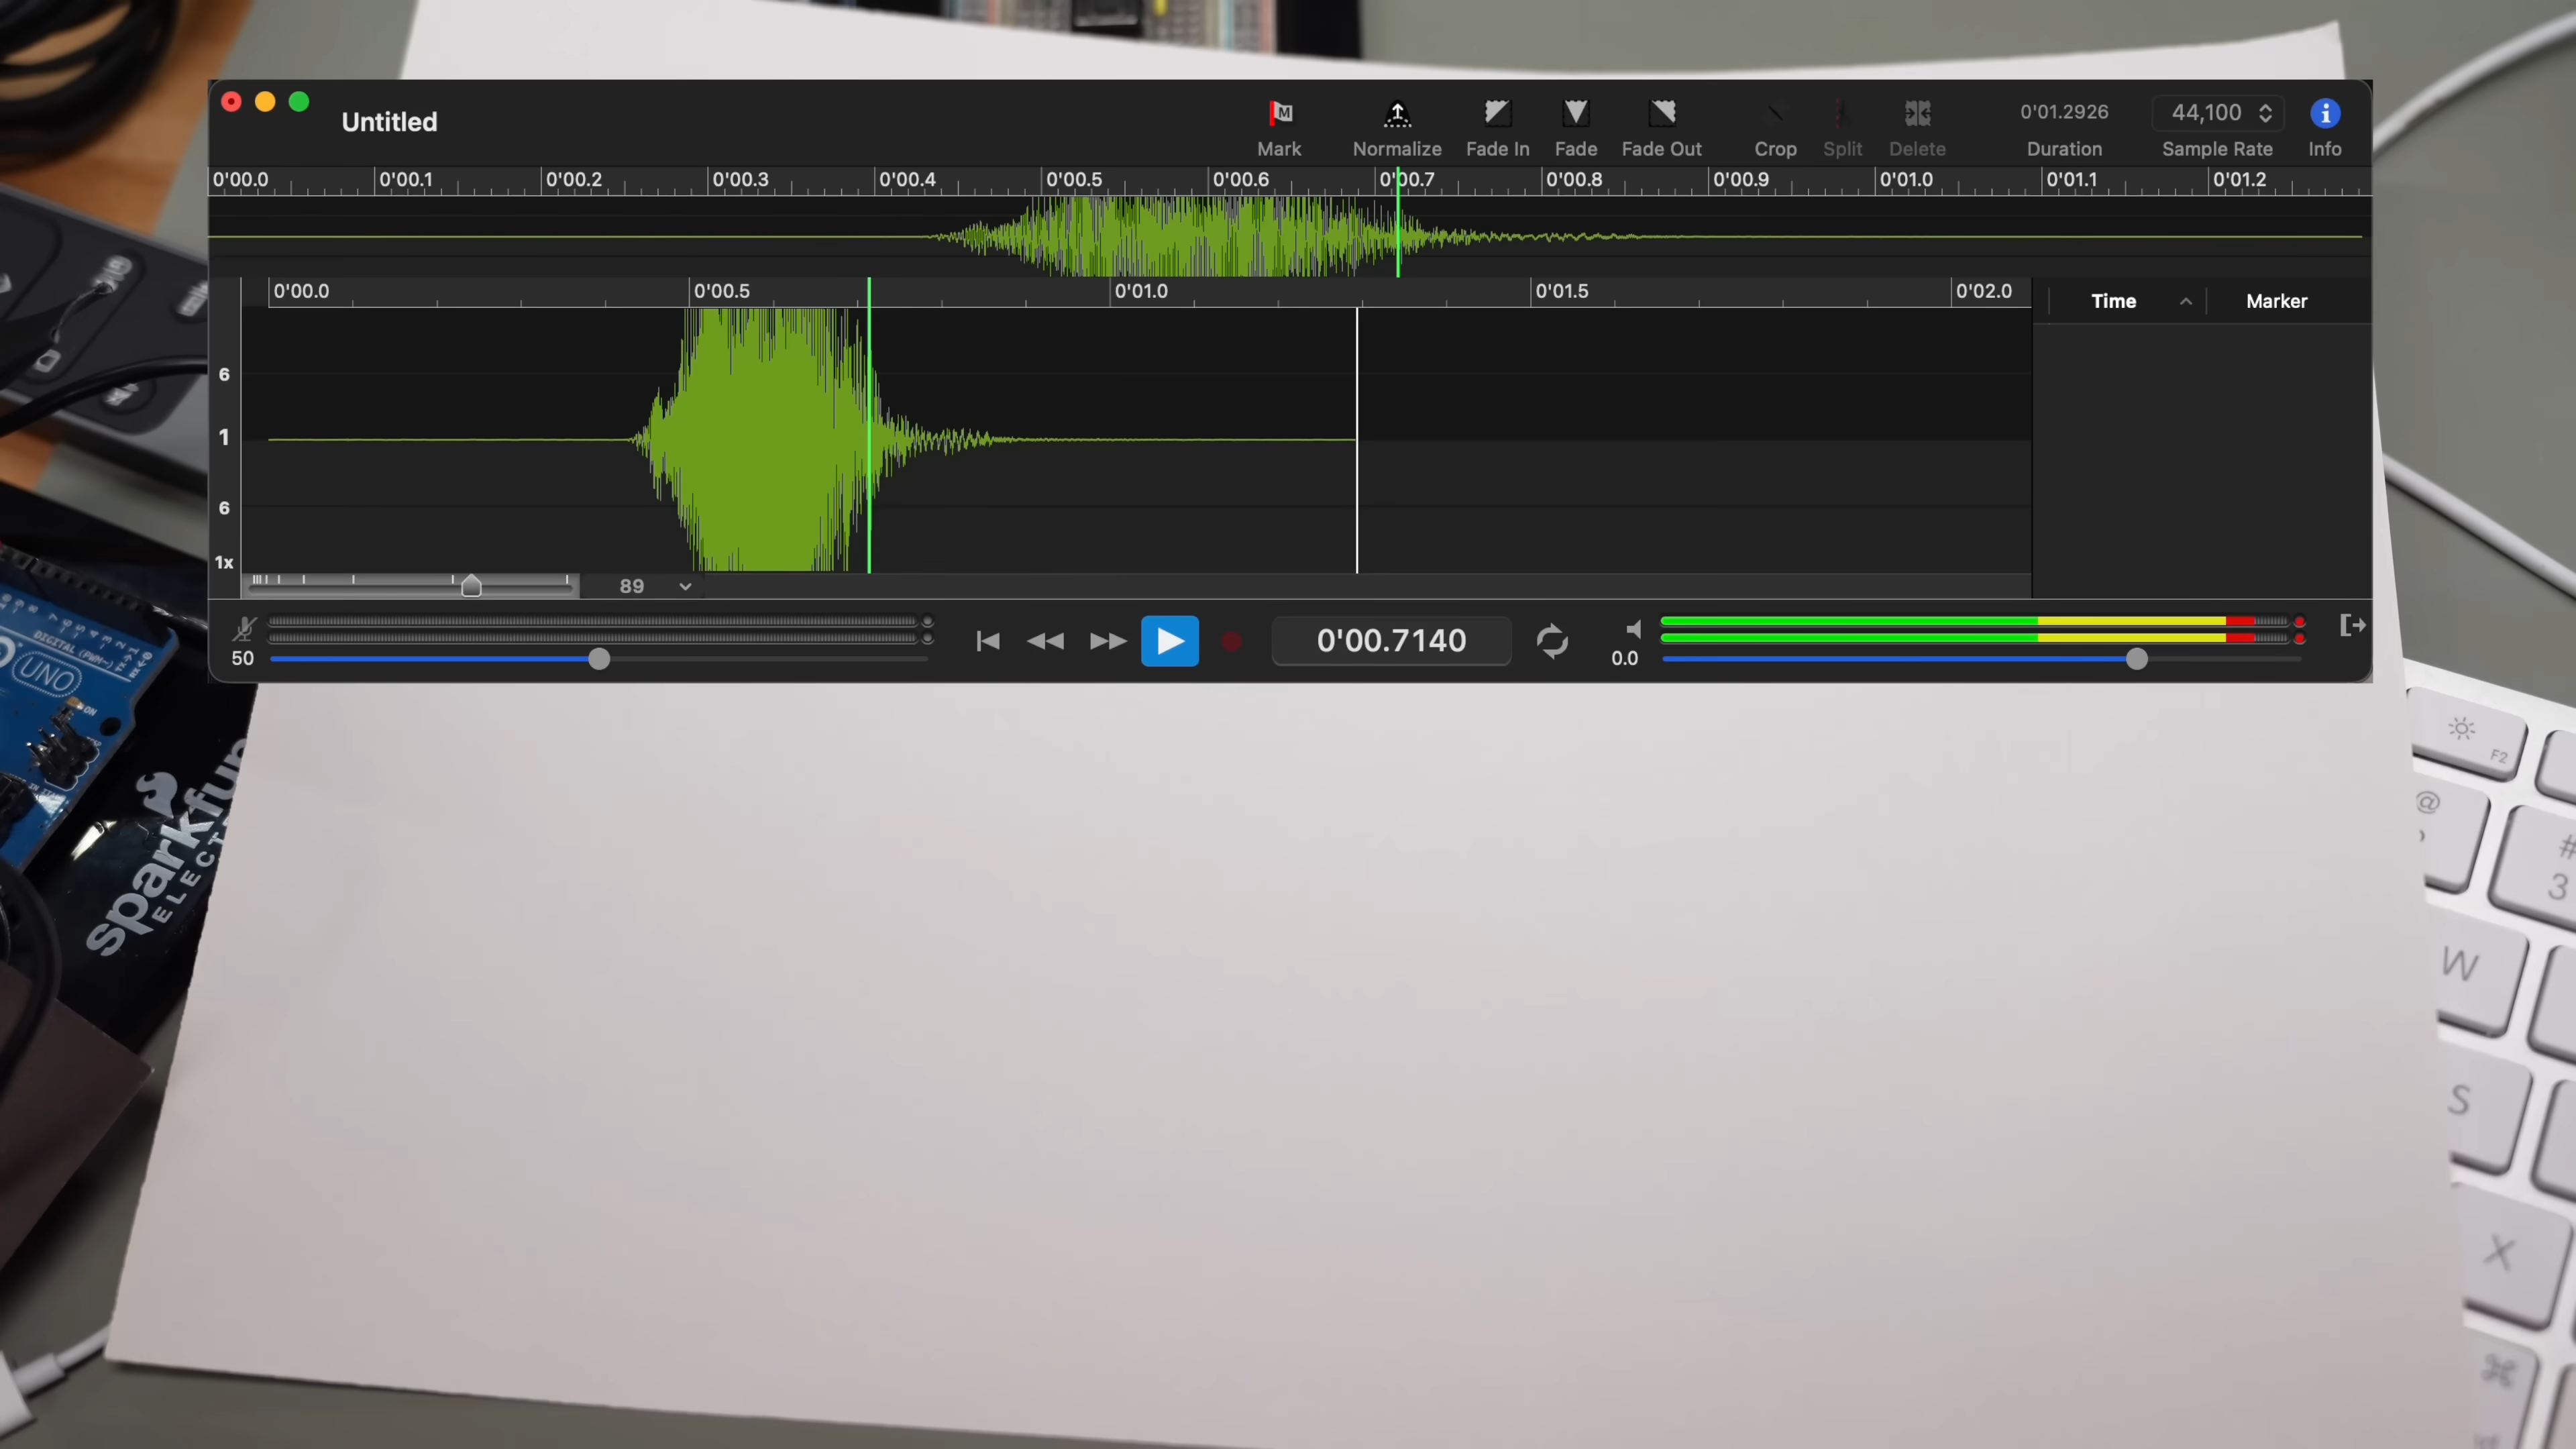 Untitled
Mark
Normalize
Fade In
Fade
Fade Out
Crop
Split
Delete
0'01.2926
Duration
44,100
Sample Rate
Info
0'00.0 0'00.1 0'00.2 0'00.3 0'00.4 0'00.5 0'00.6 0'00.7 0'00.8 0'00.9 0'01.0 0'01.1 0'01.2
0'00.0 0'00.5 0'01.0 0'01.5 0'02.0
Time Marker
6
1
6
1x
89
50
0'00.7140
0.0
DIGITAL (PWM~)
UNO
ON
sparkfun
ELECT
F2
@
#
3
W
S
X
⌘